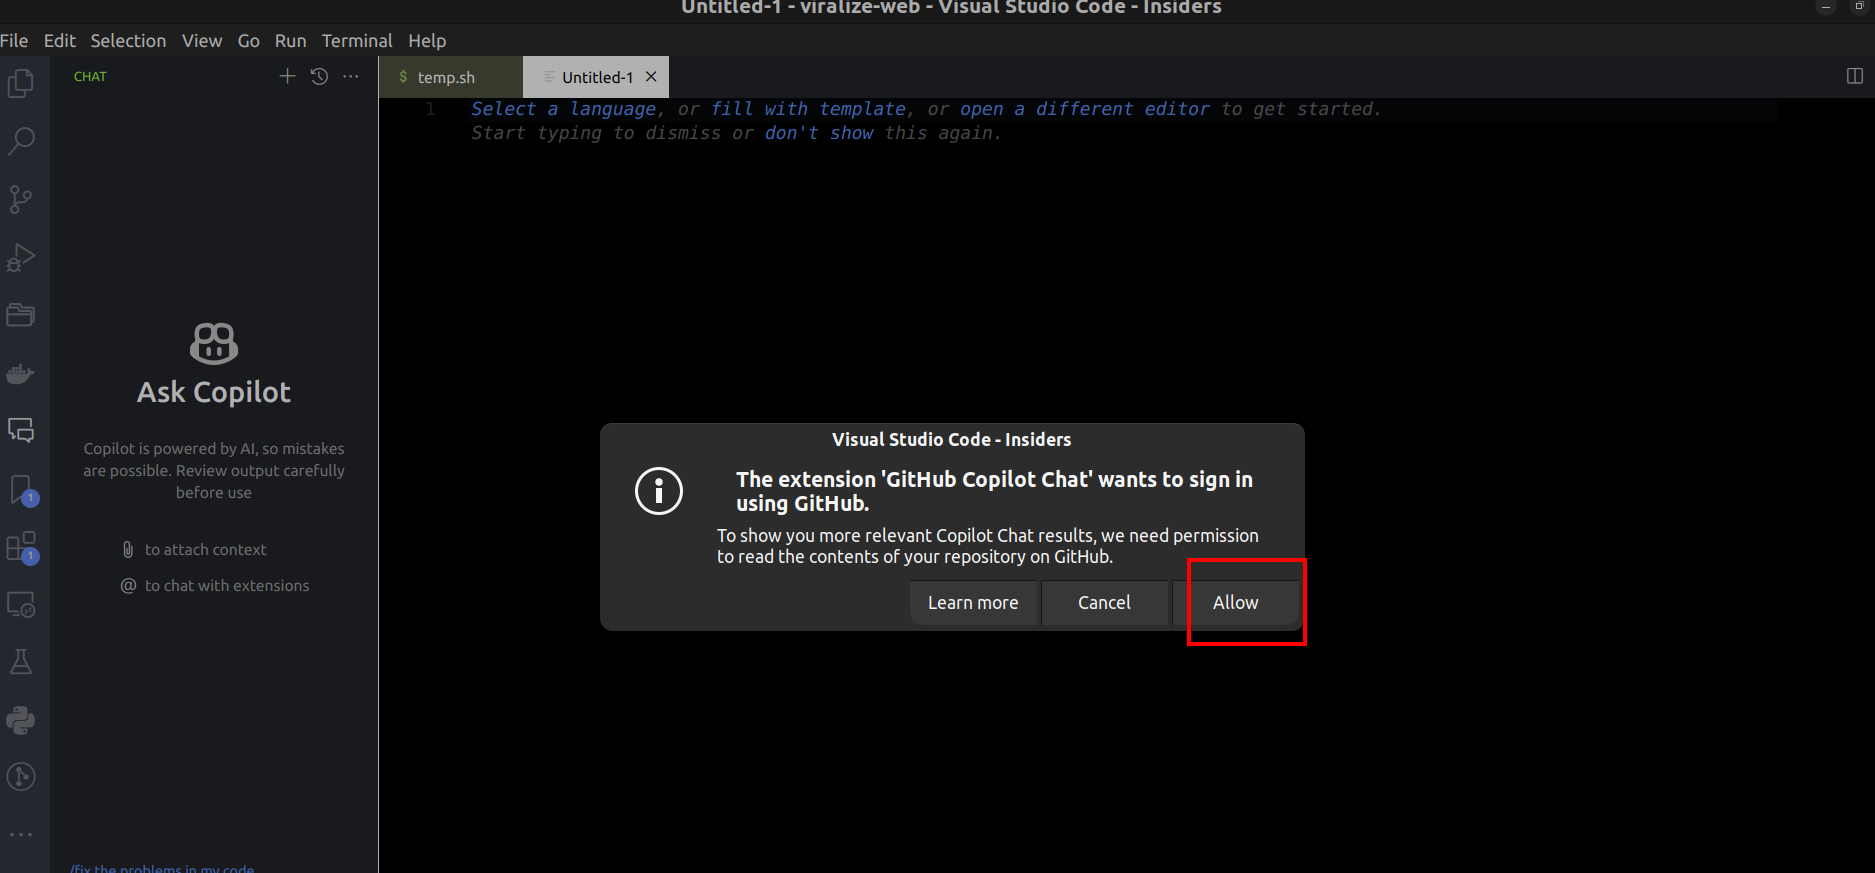 Untitled-1 - viralize-web - Visual Studio Code - Insiders
File Edit Selection View Go Run Terminal Help
CHAT
$ temp.sh
Untitled-1
1 Select a language, or fill with template, or open a different editor to get started.
Start typing to dismiss or don't show this again.
Ask Copilot
Copilot is powered by AI, so mistakes
are possible. Review output carefully
before use
to attach context
@ to chat with extensions
1
1
Visual Studio Code - Insiders
The extension 'GitHub Copilot Chat' wants to sign in
using GitHub.
To show you more relevant Copilot Chat results, we need permission
to read the contents of your repository on GitHub.
Learn more
Cancel
Allow
/fix the problems in my code